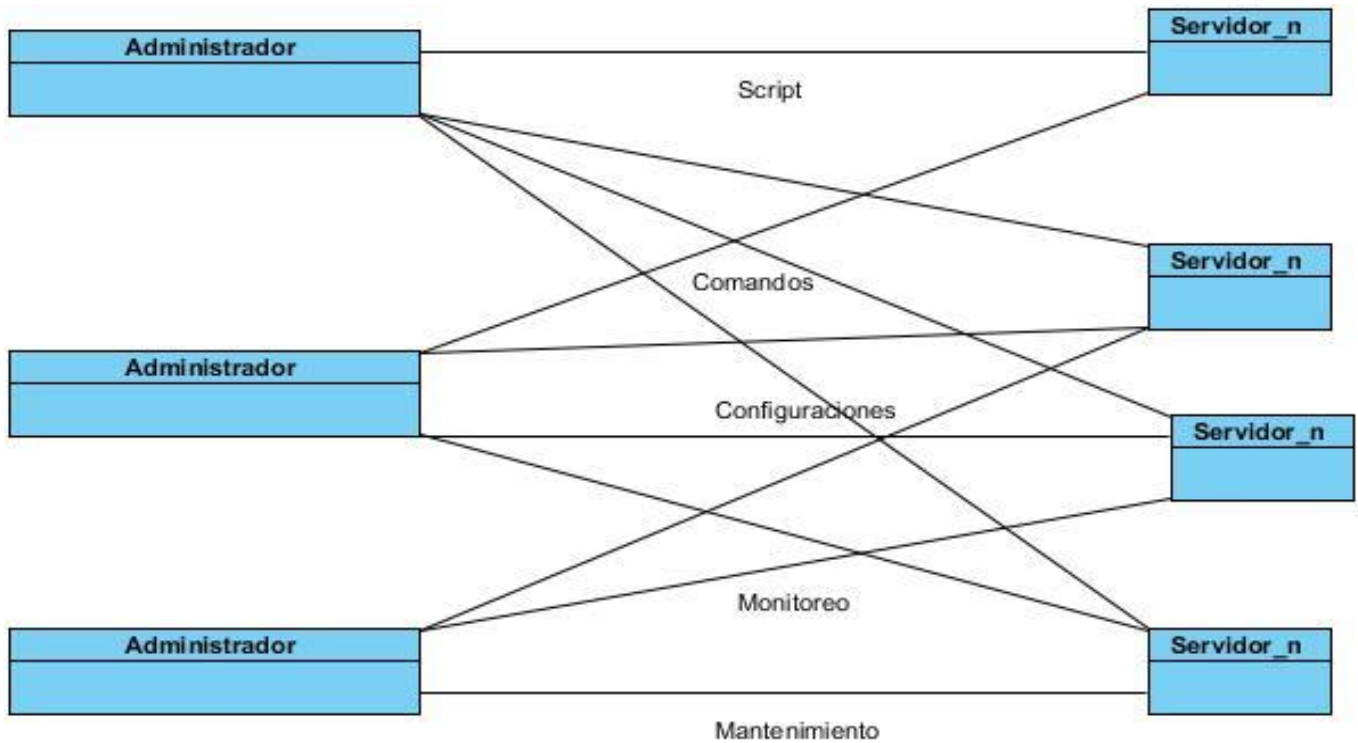 Servidor_n
Administrador
Script
Servidor_n
Comandos
Administrador
Configuraciones
Servidor_n
Monitoreo
Administrador
Servidor_n
Mantenimiento